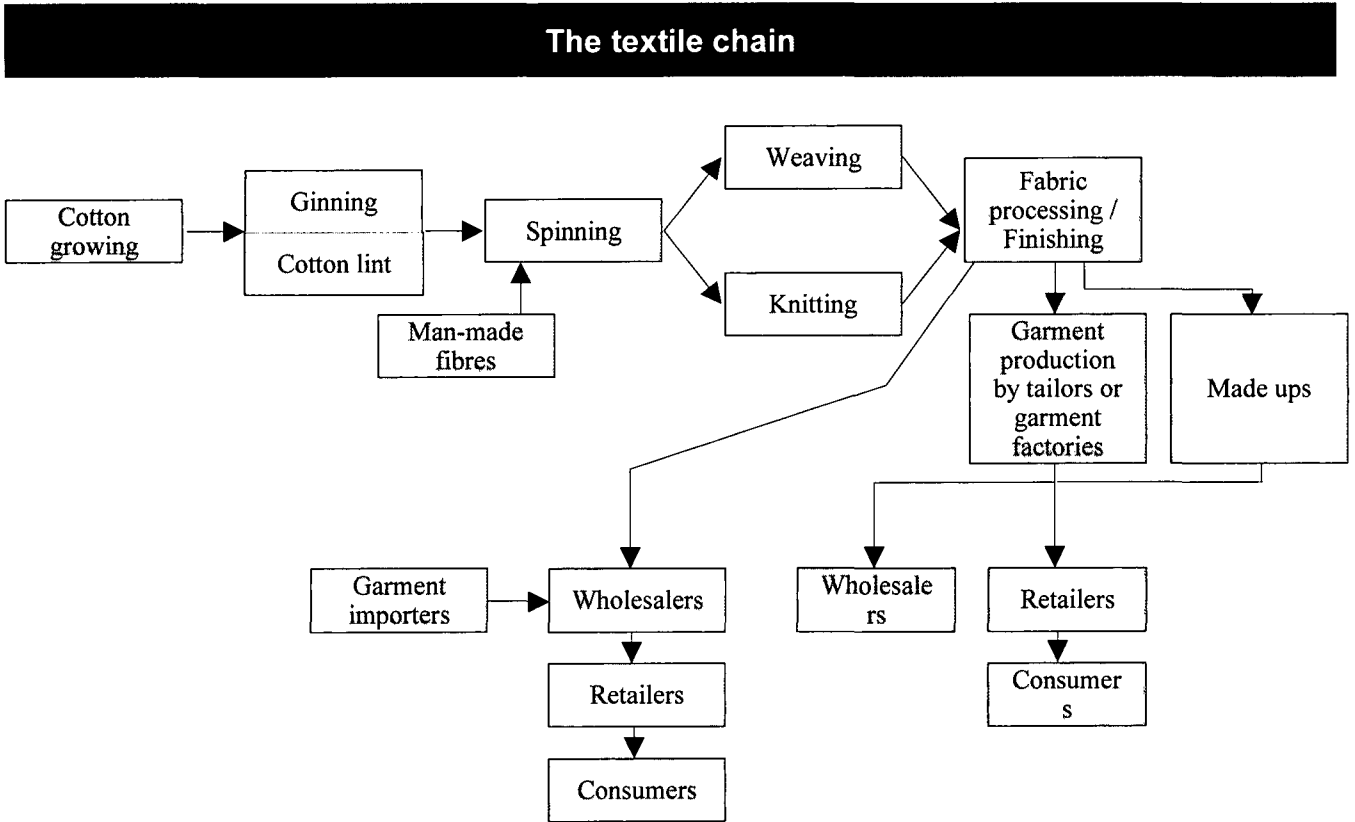 The textile chain
Cotton
growing
Ginning
Cotton lint
Man-made
fibres
Spinning
Weaving
Knitting
Fabric
processing /
Finishing
Garment
production
by tailors or
garment
factories
Made ups
Garment
importers
Wholesalers
Retailers
Consumers
Wholesale
rs
Retailers
Consumer
s